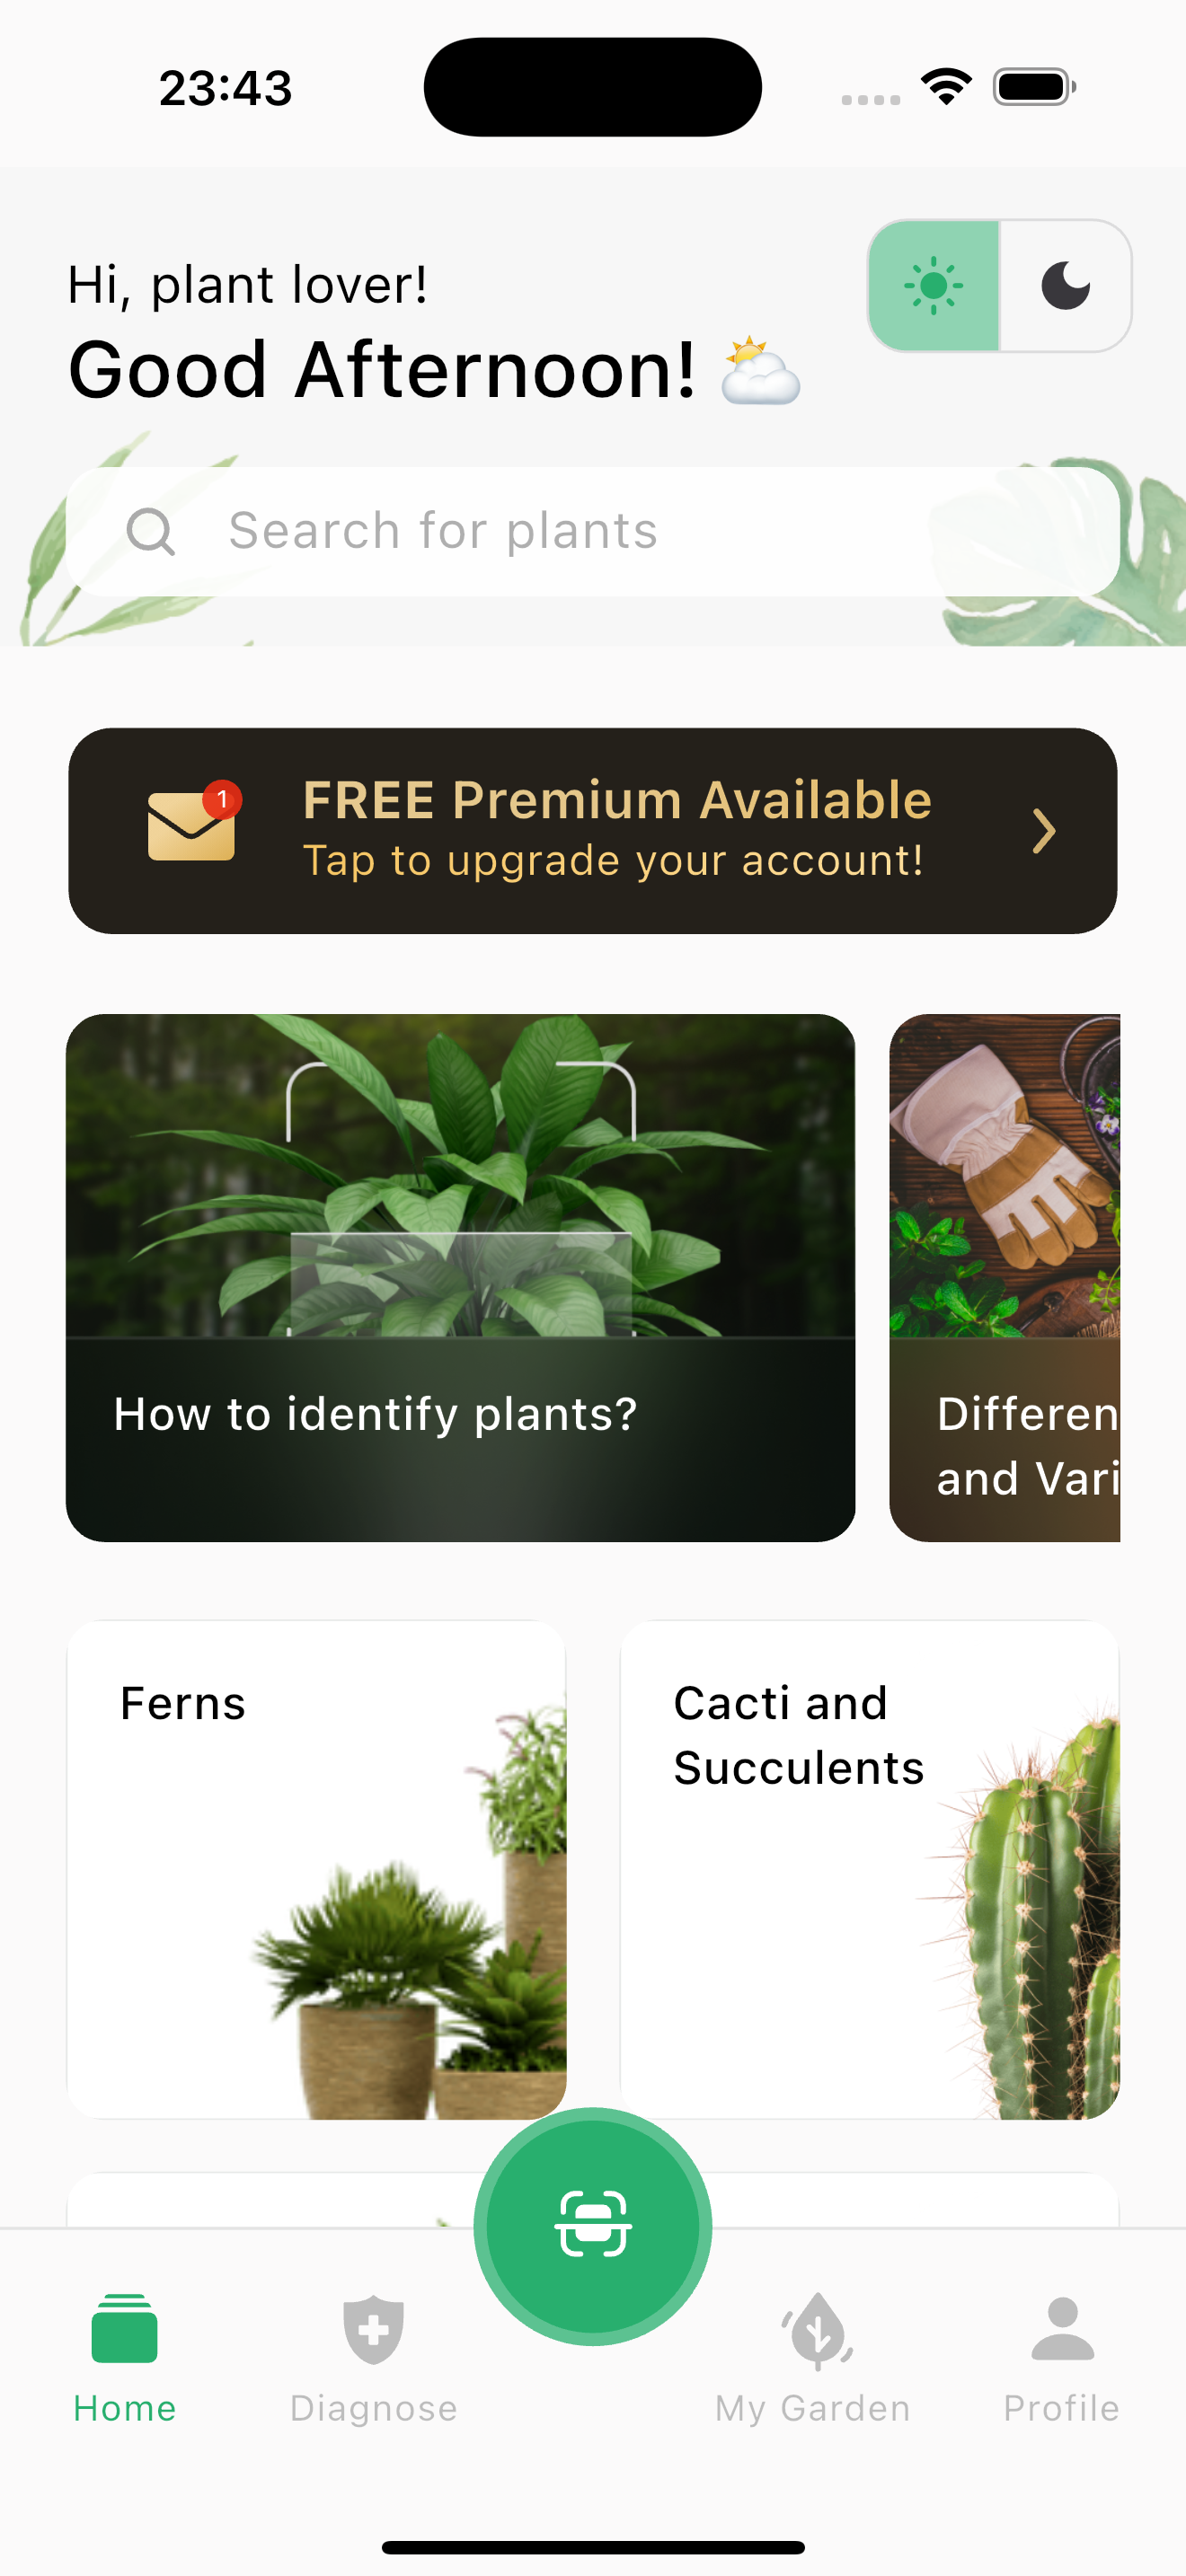 23:43
Hi, plant lover!
Good Afternoon! 🌤️
Search for plants
1
FREE Premium Available
Tap to upgrade your account!
How to identify plants?
Differen
and Vari
Ferns
Cacti and
Succulents
Home
Diagnose
My Garden
Profile